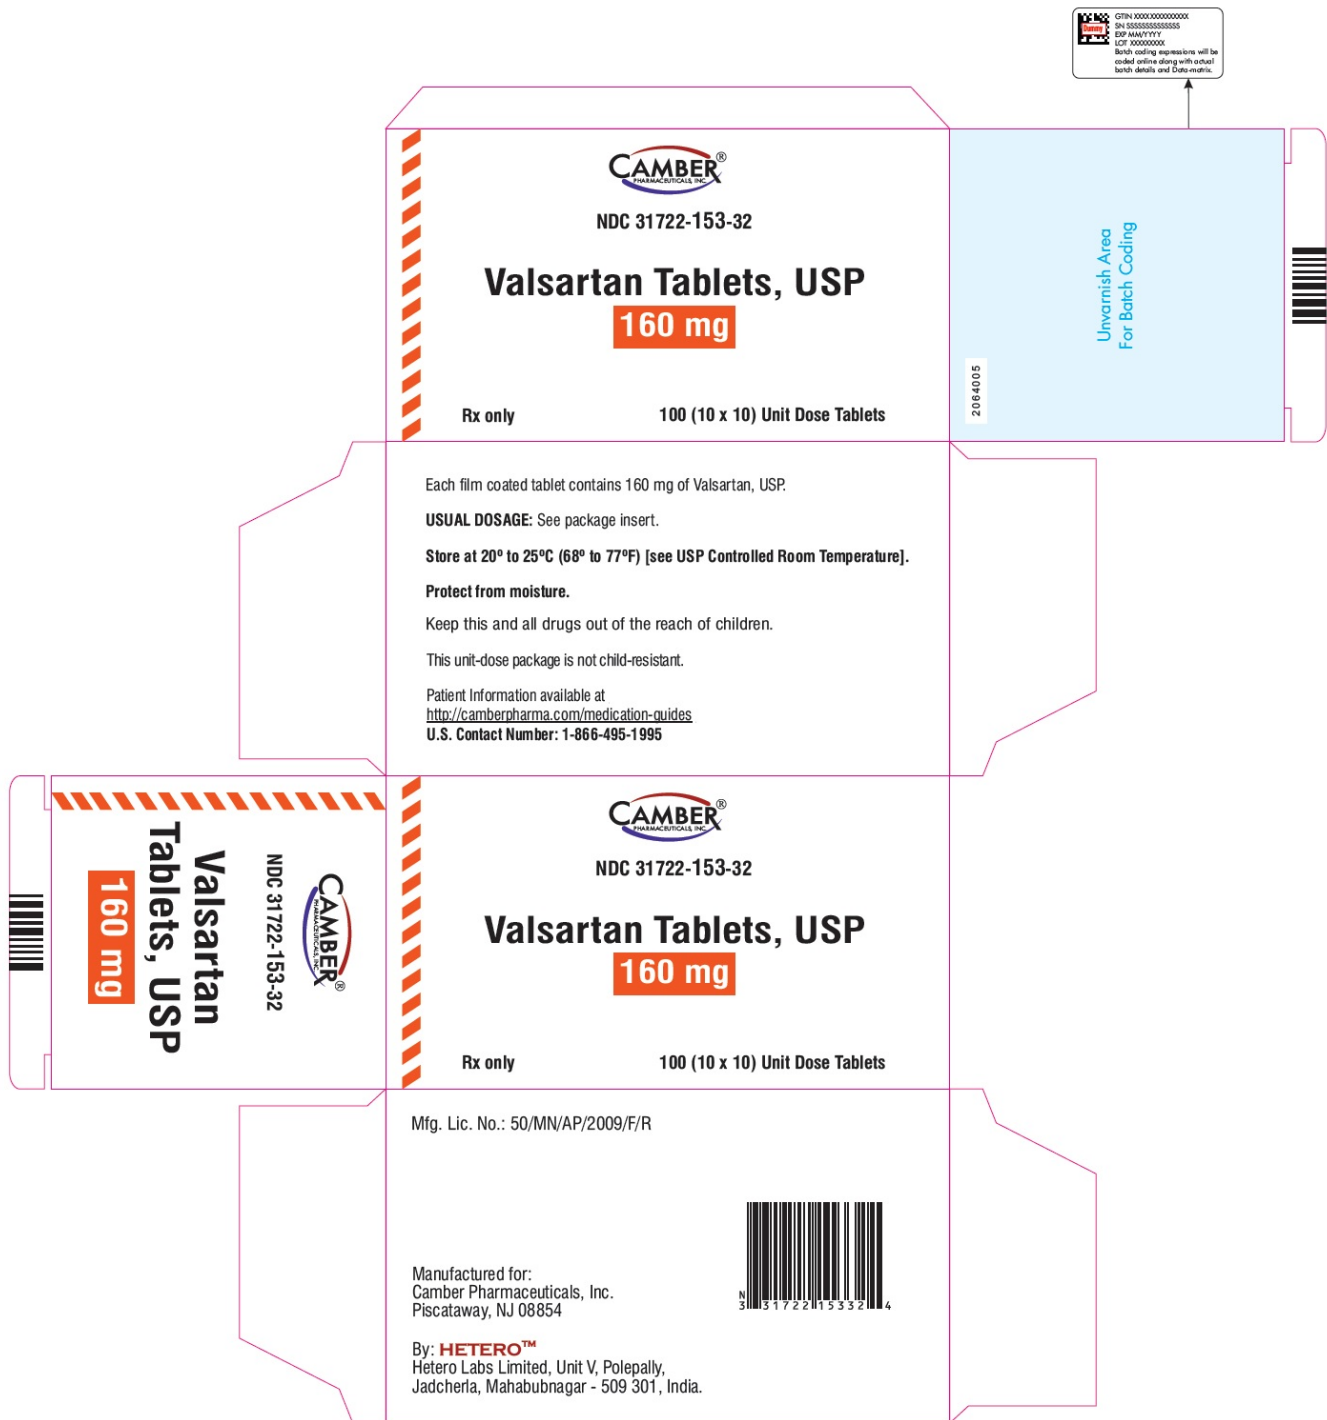 Dummy
GTIN XXXXXXXXXXXXXX
SN SSSSSSSSSSSSSSS
EXP MM/YYYY
LOT XXXXXXXXX
Batch coding expressions will be
coded online along with actual
batch details and Data-matrix.
CAMBER®
PHARMACEUTICALS, INC.
NDC 31722-153-32
Valsartan Tablets, USP
160 mg
Rx only
100 (10 x 10) Unit Dose Tablets
Unvarnish Area
For Batch Coding
2064005
Each film coated tablet contains 160 mg of Valsartan, USP.
USUAL DOSAGE: See package insert.
Store at 20º to 25ºC (68º to 77ºF) [see USP Controlled Room Temperature].
Protect from moisture.
Keep this and all drugs out of the reach of children.
This unit-dose package is not child-resistant.
Patient Information available at
http://camberpharma.com/medication-guides
U.S. Contact Number: 1-866-495-1995
CAMBER®
PHARMACEUTICALS, INC.
NDC 31722-153-32
Valsartan
Tablets, USP
160 mg
CAMBER®
PHARMACEUTICALS, INC.
NDC 31722-153-32
Valsartan Tablets, USP
160 mg
Rx only
100 (10 x 10) Unit Dose Tablets
Mfg. Lic. No.: 50/MN/AP/2009/F/R
Manufactured for:
Camber Pharmaceuticals, Inc.
Piscataway, NJ 08854
By: HETERO™
Hetero Labs Limited, Unit V, Polepally,
Jadcherla, Mahabubnagar - 509 301, India.
N
3 31722 15332 4